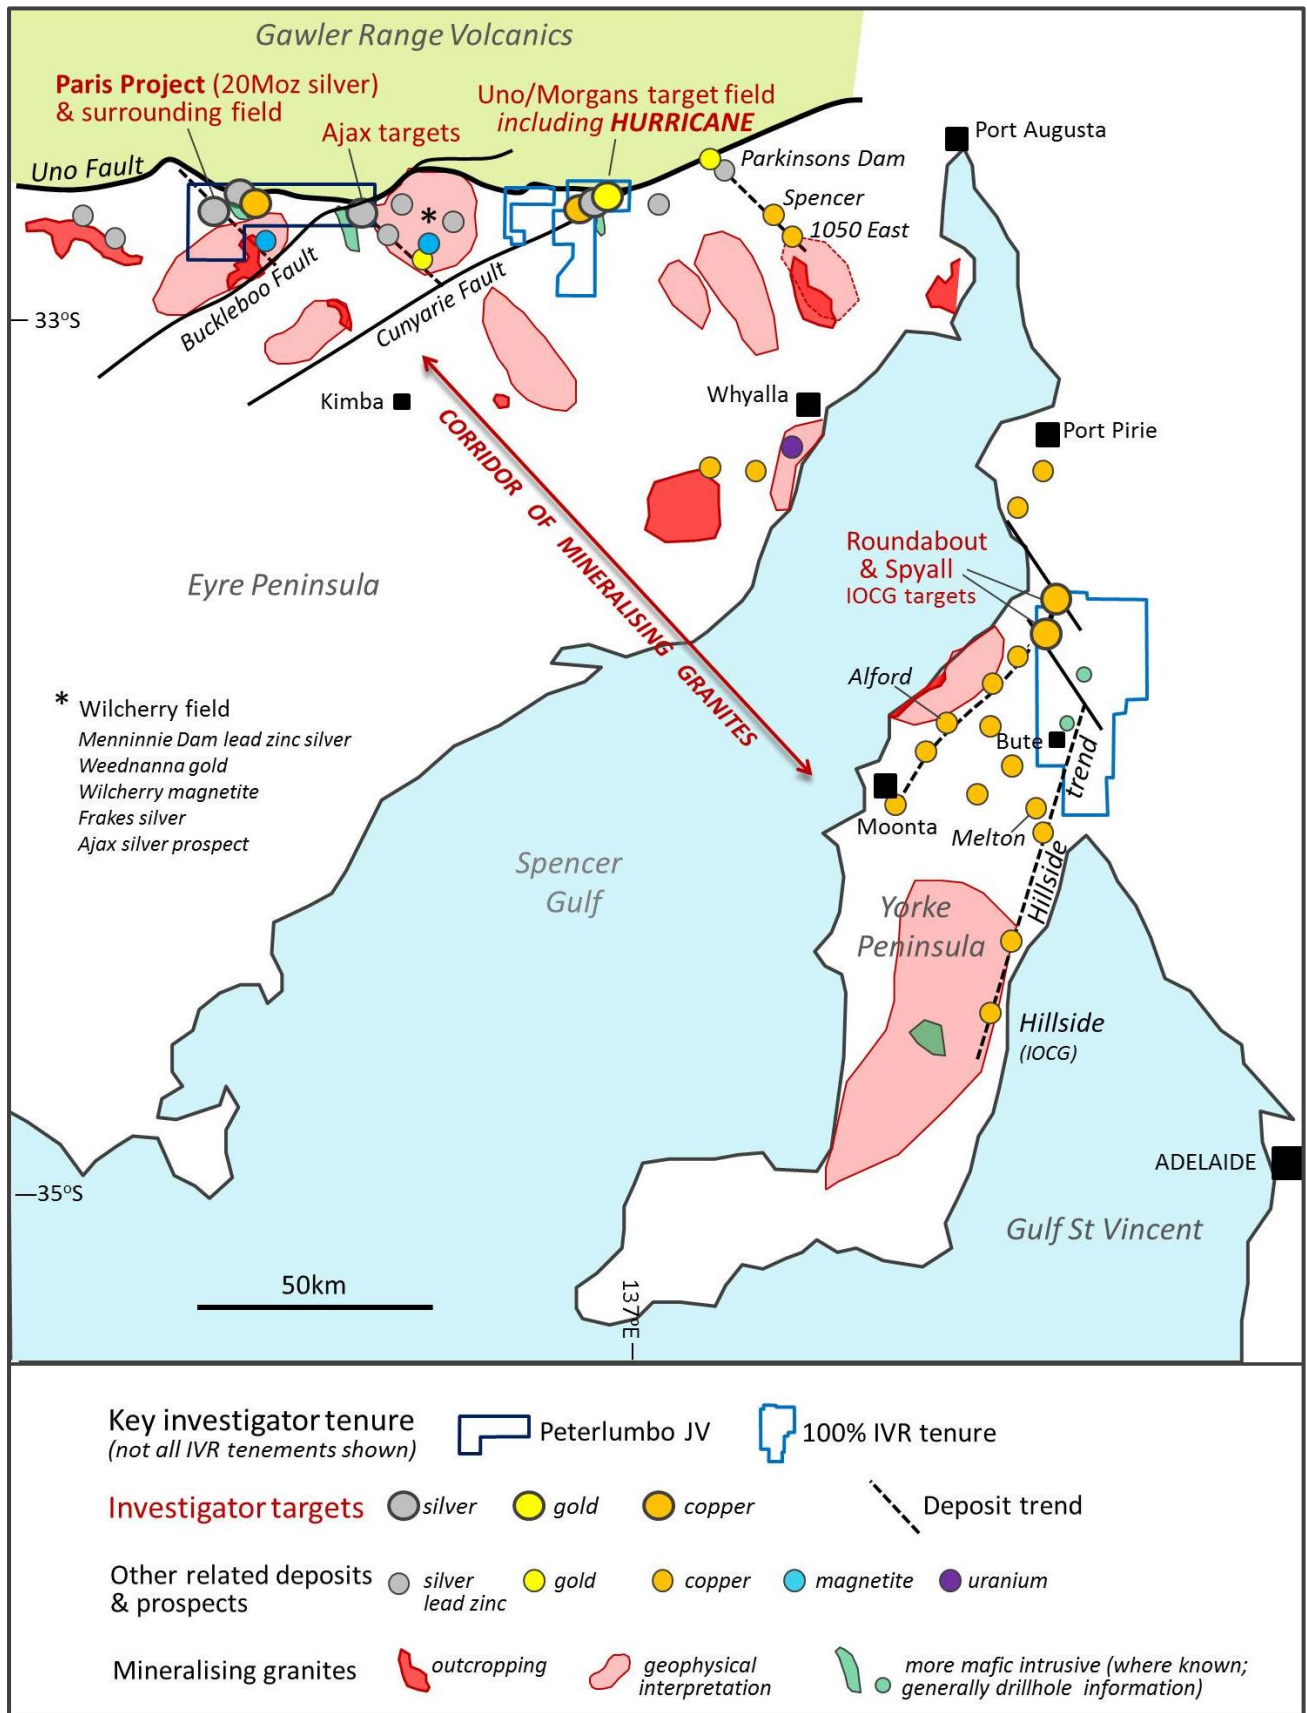 Gawler Range Volcanics
Paris Project (20Moz silver)
& surrounding field
Ajax targets
Uno/Morgans target field
including HURRICANE
Uno Fault
Parkinsons Dam
Port Augusta
Spencer
1050 East
*
Buckleboo Fault
Cunyarie Fault
33°S
Kimba
Whyalla
Port Pirie
CORRIDOR OF MINERALISING GRANITES
Roundabout
& Spyall
IOCG targets
Eyre Peninsula
Alford
* Wilcherry field
Menninnie Dam lead zinc silver
Weednanna gold
Wilcherry magnetite
Frakes silver
Ajax silver prospect
Bute
Moonta
Melton
Hillside trend
Spencer
Gulf
Yorke
Peninsula
Hillside
(IOCG)
ADELAIDE
35°S
Gulf St Vincent
50km
137°E
Key investigator tenure
(not all IVR tenements shown)
Peterlumbo JV
100% IVR tenure
Investigator targets
silver
gold
copper
Deposit trend
Other related deposits
& prospects
silver
lead zinc
gold
copper
magnetite
uranium
Mineralising granites
outcropping
geophysical
interpretation
more mafic intrusive (where known;
generally drillhole information)